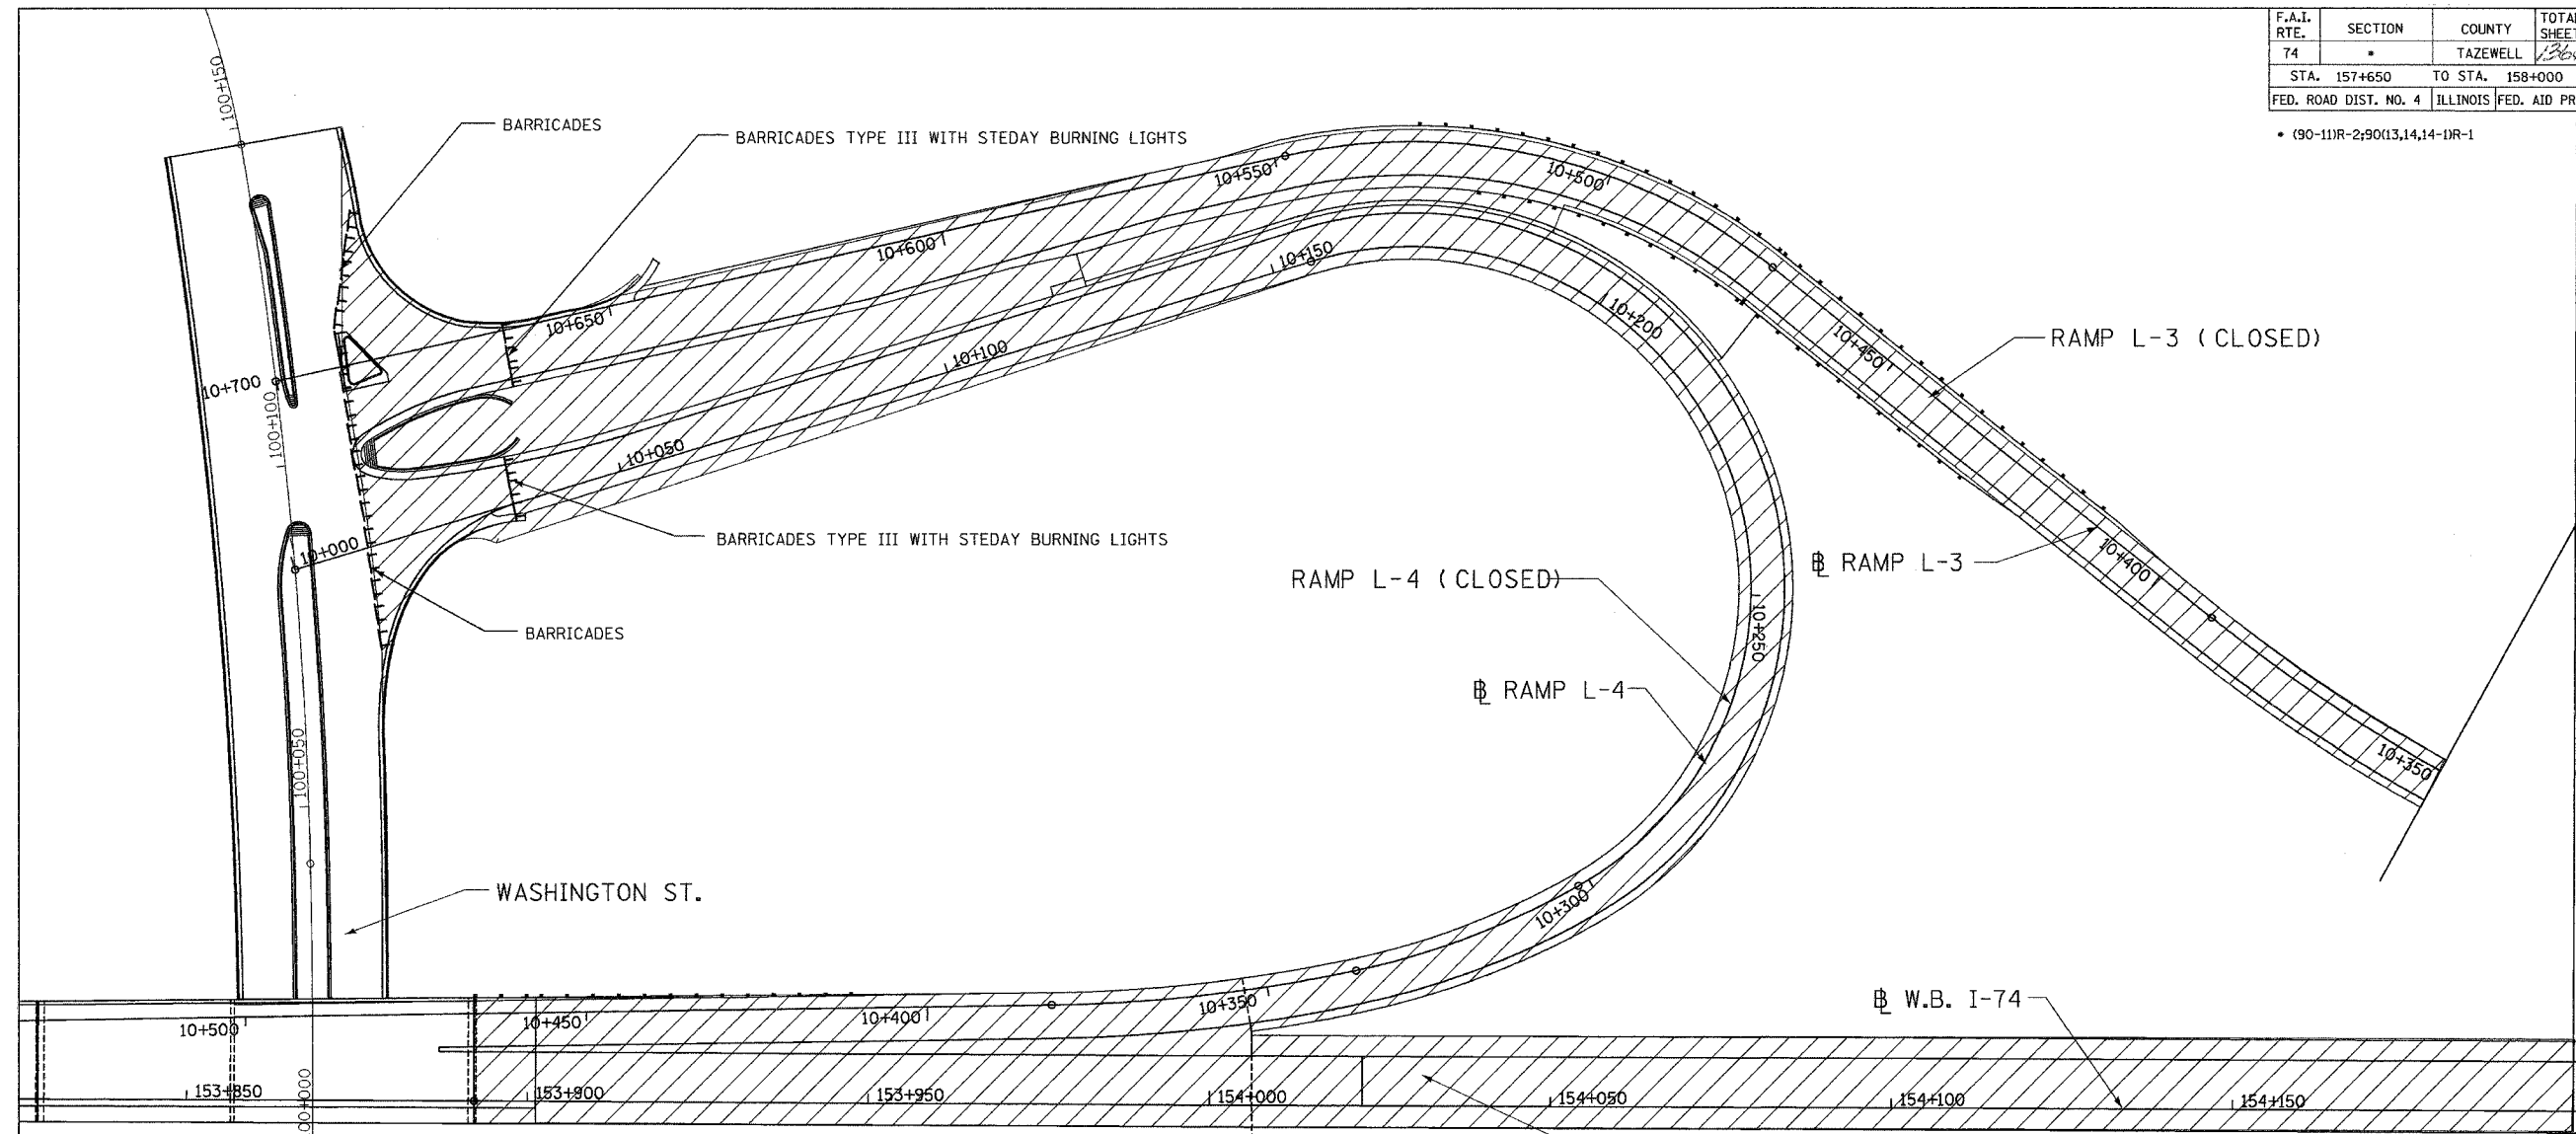 F.A.I. RTE. SECTION COUNTY
74 * TAZEWELL
STA. 157+650 TO STA. 158+000
FED. ROAD DIST. NO. 4 ILLINOIS FED. AID
* (90-11)R-2;90(13,14,14-1)R-1
100+150
BARRICADES
BARRICADES TYPE III WITH STEDAY BURNING LIGHTS
10+550
10+500
10+600
10+150
10+650
10+200
10+100
10+450
RAMP L-3 (CLOSED)
10+700
100+100
10+050
BARRICADES TYPE III WITH STEDAY BURNING LIGHTS
10+000
10+400
℄ RAMP L-3
RAMP L-4 (CLOSED)
BARRICADES
10+250
℄ RAMP L-4
100+050
10+350
WASHINGTON ST.
10+300
10+500
10+450
10+400
10+350
℄ W.B. I-74
153+850
153+900
153+950
154+000
154+050
154+100
154+150
00+000